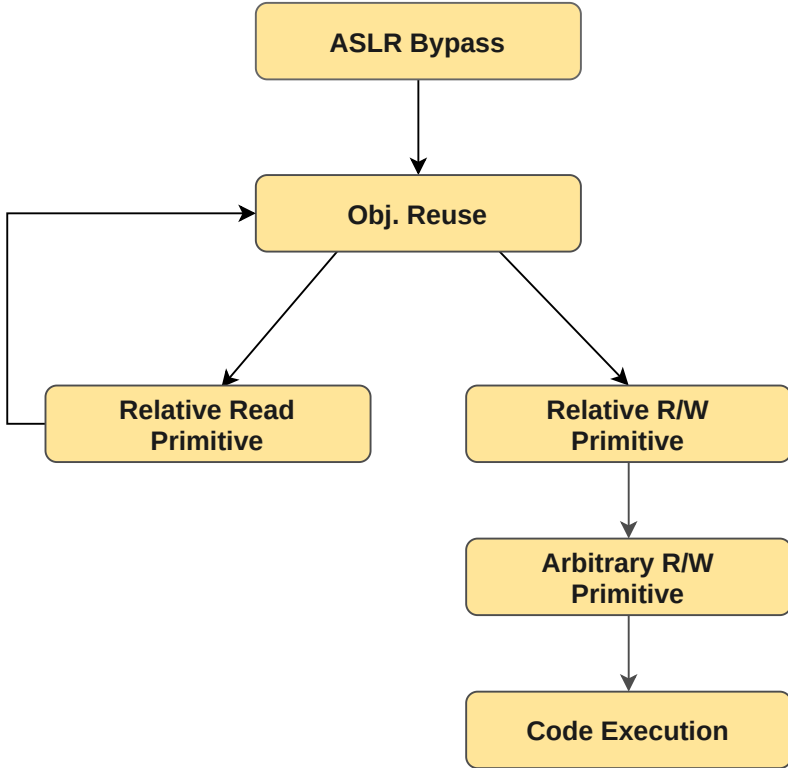 ASLR Bypass
Obj. Reuse
Relative Read
Primitive
Relative R/W
Primitive
Arbitrary R/W
Primitive
Code Execution